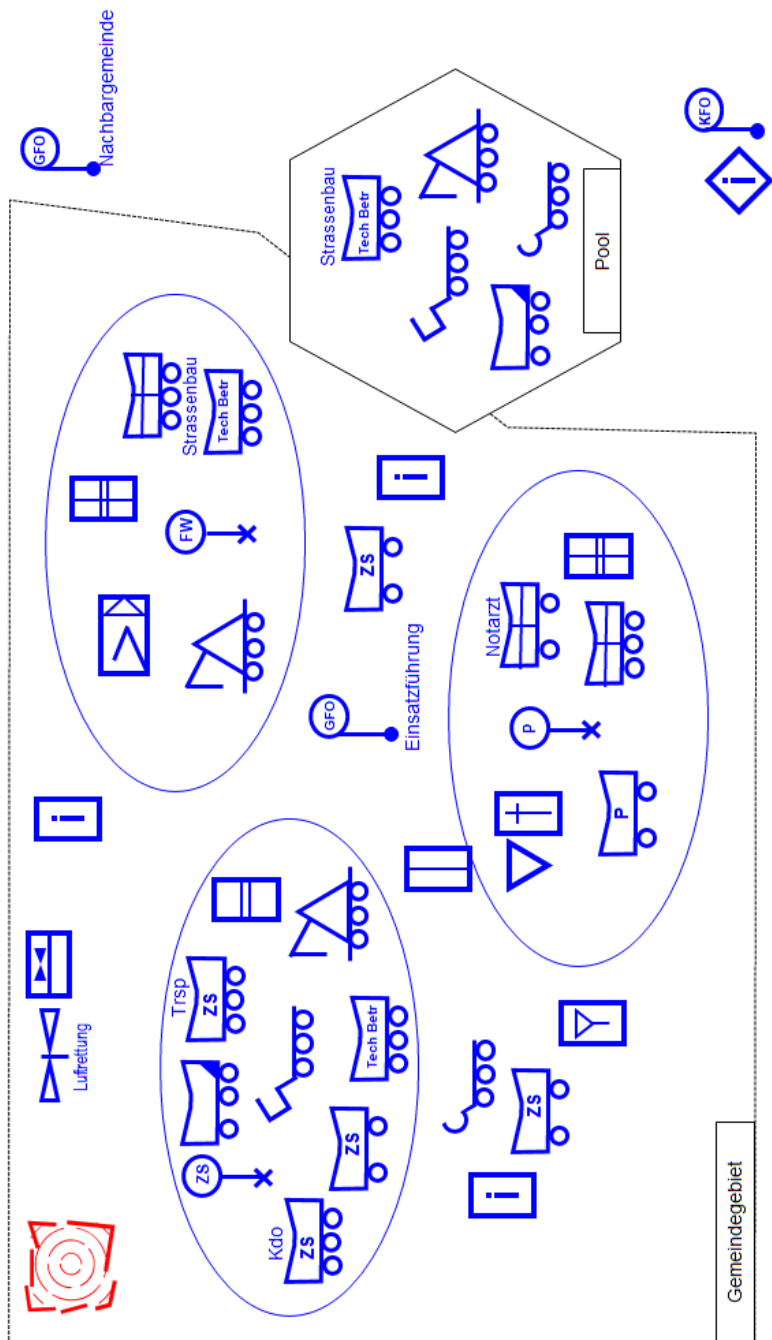 GFO
i
Luftrettung
Nachbargemeinde
Trsp
FW
Strassenbau
ZS
ZS
Tech Betr
Kdo
ZS
GFO
Strassenbau
ZS
Tech Betr
ZS
Tech Betr
i
Einsatzführung
i
Notarzt
ZS
P
Pool
P
KFO
Gemeindegebiet
i